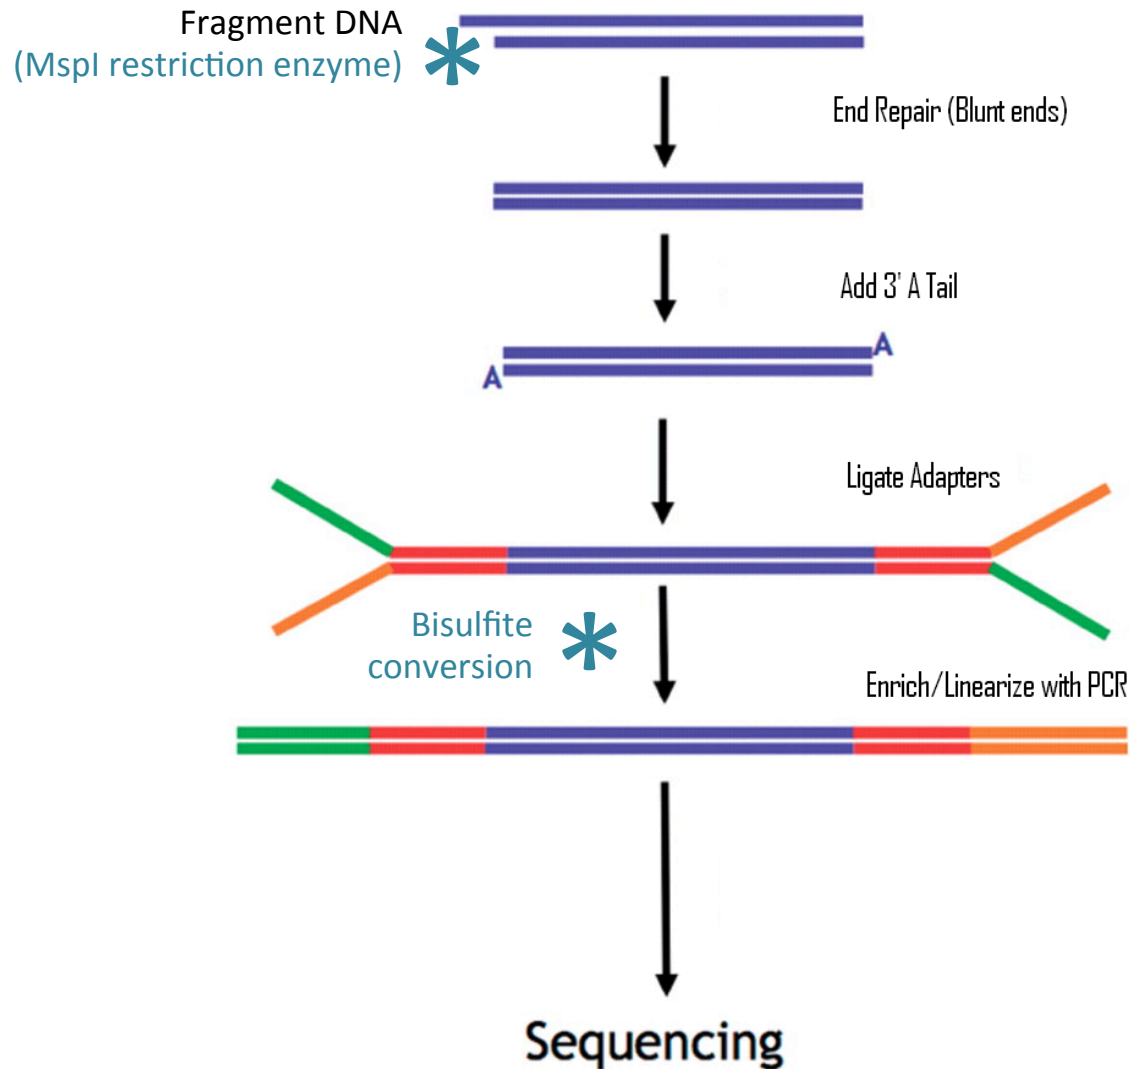 Fragment DNA
(MspI restriction enzyme)
*
End Repair (Blunt ends)
Add 3' A Tail
A
A
Ligate Adapters
Bisulfite
conversion
*
Enrich/Linearize with PCR
Sequencing